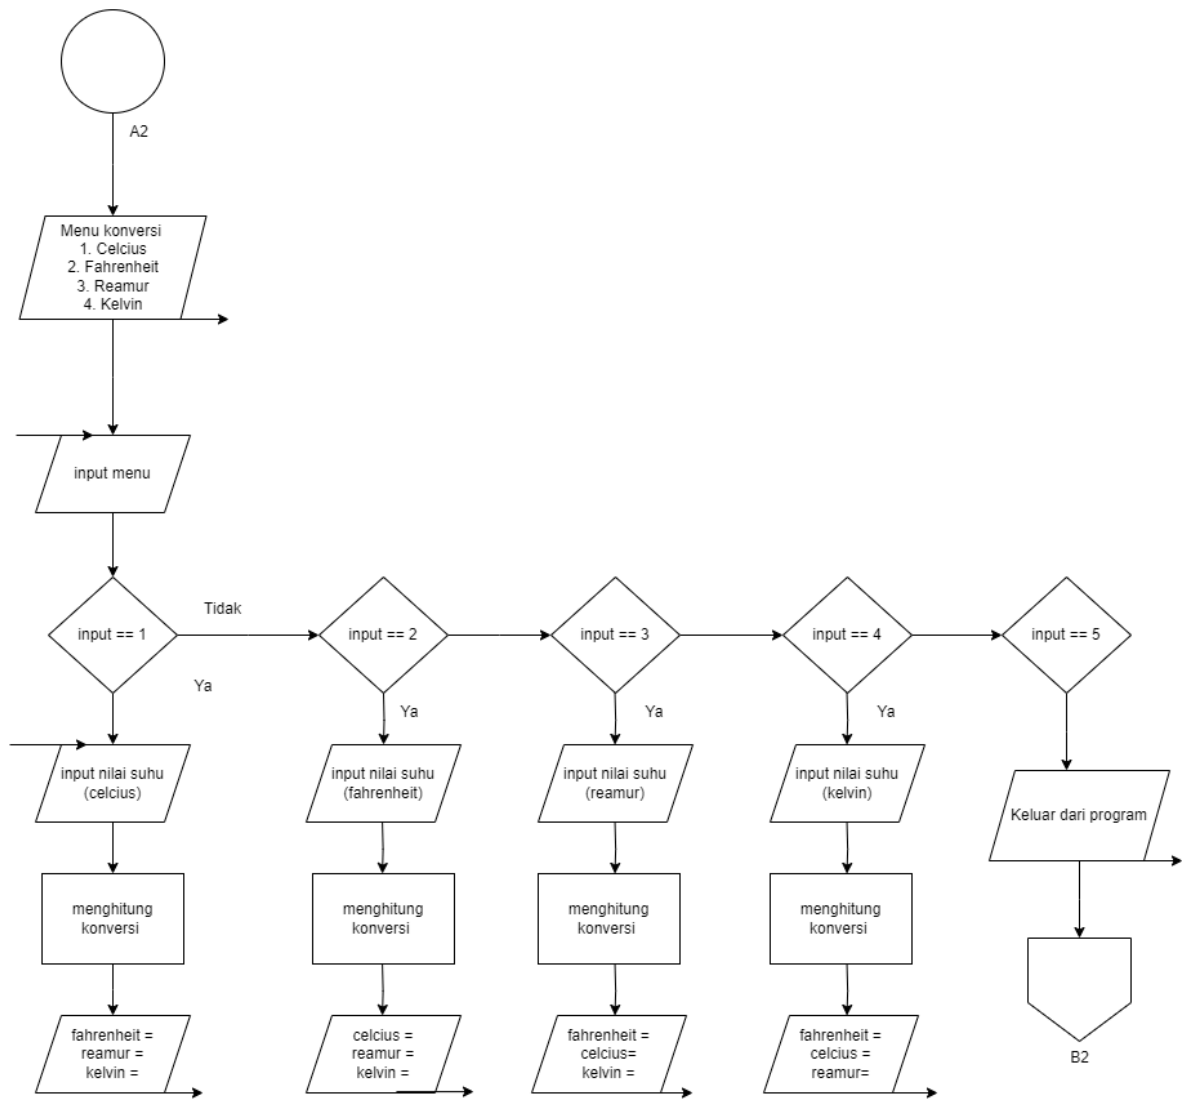 A2
Menu konversi
1. Celcius
2. Fahrenheit
3. Reamur
4. Kelvin
input menu
input == 1
Tidak
input == 2
input == 3
input == 4
input == 5
Ya
Ya
Ya
Ya
input nilai suhu
(celcius)
input nilai suhu
(fahrenheit)
input nilai suhu
(reamur)
input nilai suhu
(kelvin)
Keluar dari program
menghitung
konversi
menghitung
konversi
menghitung
konversi
menghitung
konversi
fahrenheit =
reamur =
kelvin =
celcius =
reamur =
kelvin =
fahrenheit =
celcius=
kelvin =
fahrenheit =
celcius =
reamur=
B2